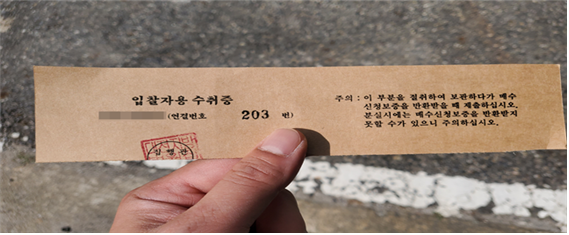 입찰자용 수취증
(연결번호 203 번)
주의 : 이 부분을 절취하여 보관하다가 매수
신청보증을 반환받을 때 제출하십시오.
분실시에는 매수신청보증을 반환받지
못할 수가 있으니 주의하십시오.
집행관